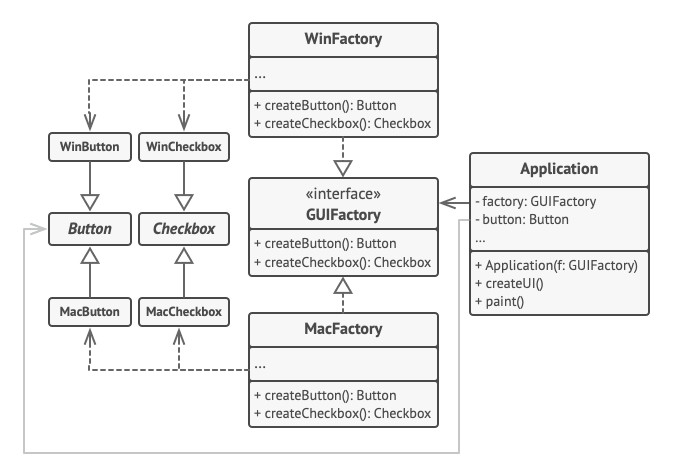 WinFactory
...
+ createButton(): Button
+ createCheckbox(): Checkbox
WinButton
WinCheckbox
Button
Checkbox
MacButton
MacCheckbox
«interface»
GUIFactory
+ createButton(): Button
+ createCheckbox(): Checkbox
Application
- factory: GUIFactory
- button: Button
...
+ Application(f: GUIFactory)
+ createUI()
+ paint()
MacFactory
...
+ createButton(): Button
+ createCheckbox(): Checkbox